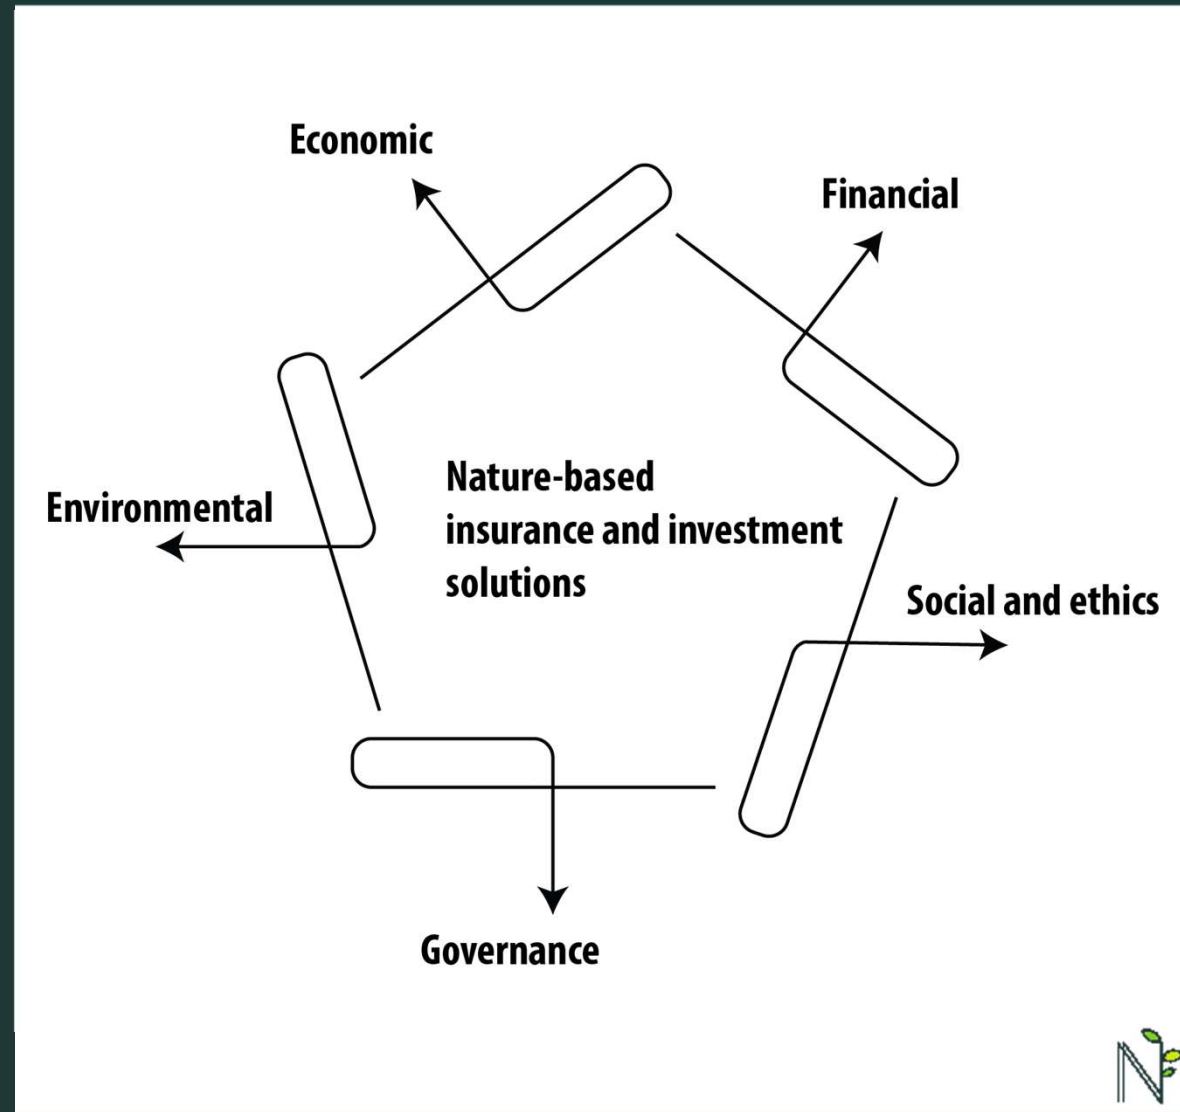 Economic
Financial
Environmental
Nature-based
insurance and investment
solutions
Social and ethics
Governance
N